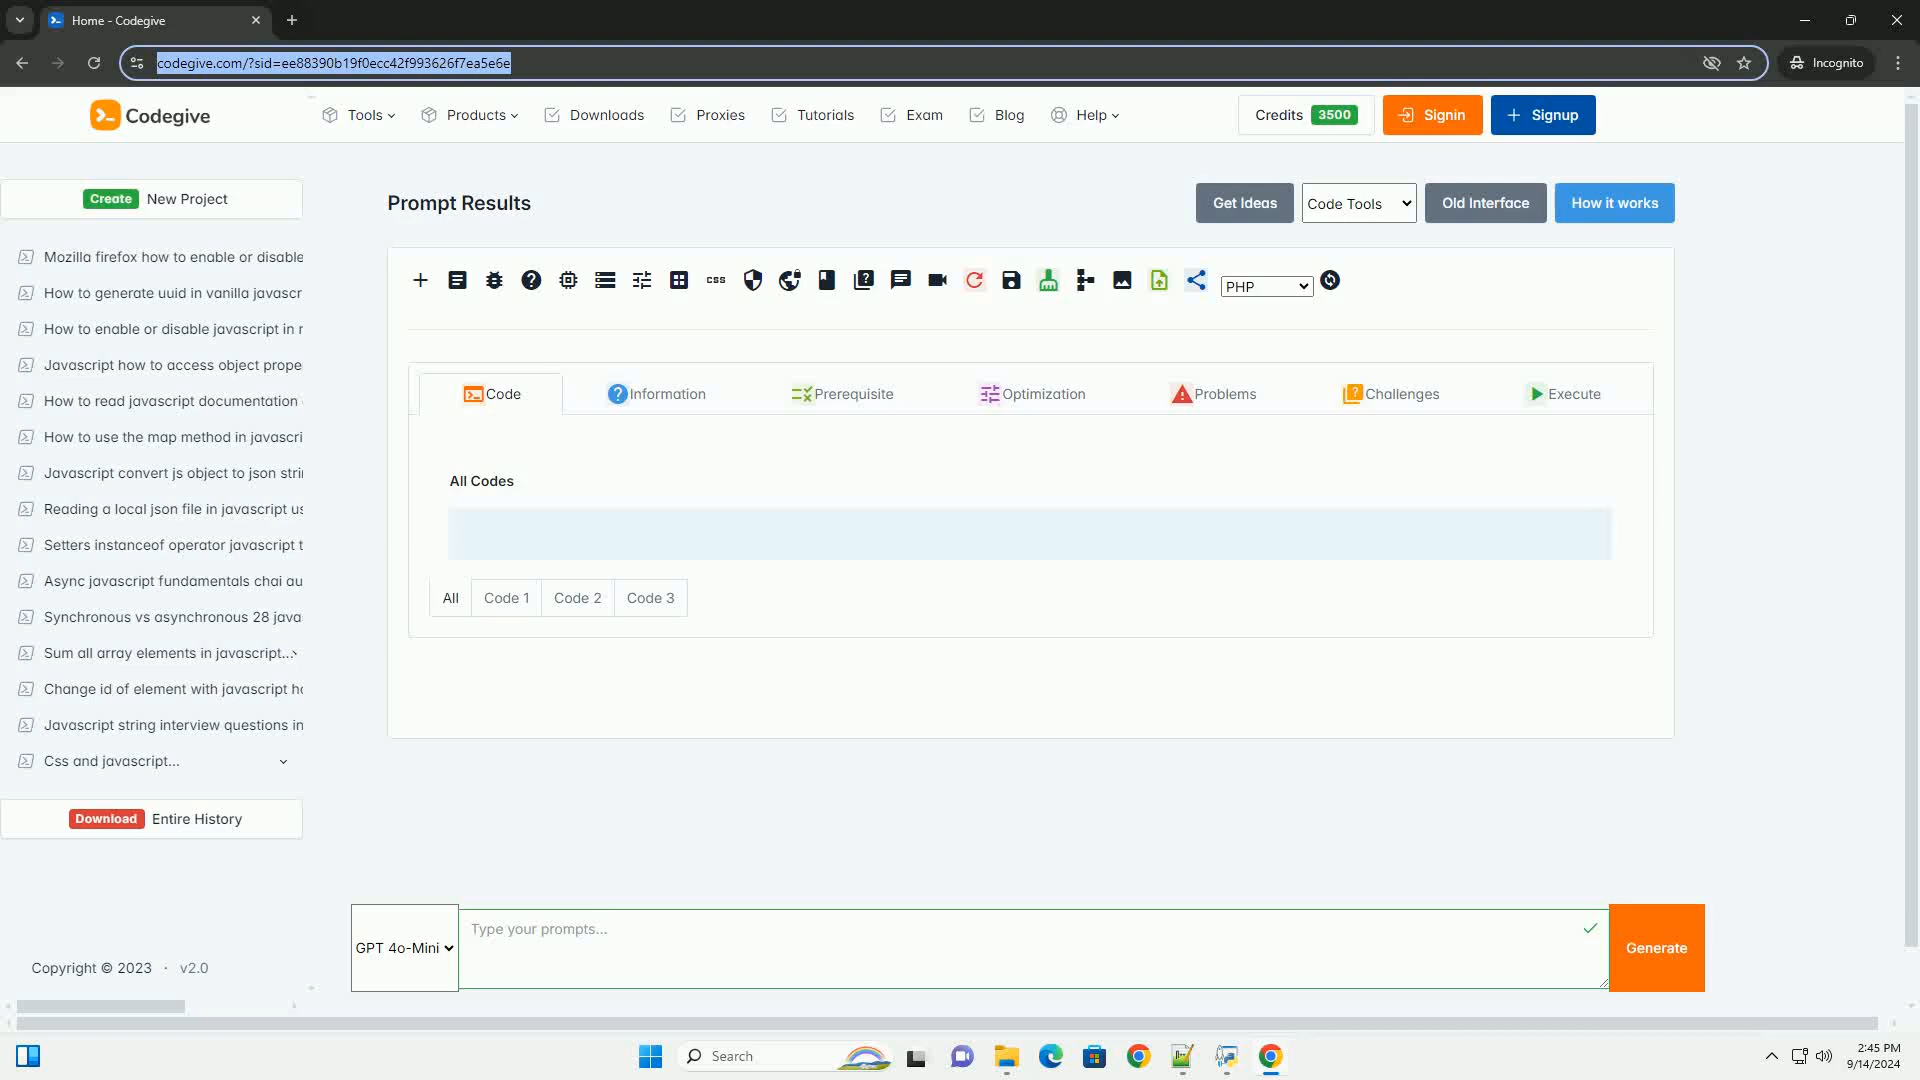 Home - Codegive
codegive.com/?sid=ee88390b19f0ecc42f993626f7ea5e6e
Incognito
Codegive
Tools
Products
Downloads
Proxies
Tutorials
Exam
Blog
Help
Credits 3500
Signin
Signup
Create New Project
Mozilla firefox how to enable or disable
How to generate uuid in vanilla javascr
How to enable or disable javascript in r
Javascript how to access object prope
How to read javascript documentation
How to use the map method in javascri
Javascript convert js object to json stri
Reading a local json file in javascript us
Setters instanceof operator javascript t
Async javascript fundamentals chai au
Synchronous vs asynchronous 28 java
Sum all array elements in javascript...
Change id of element with javascript ho
Javascript string interview questions in
Css and javascript...
Download Entire History
Copyright © 2023 · v2.0
Prompt Results
Get Ideas
Code Tools
Old Interface
How it works
css
PHP
Code
Information
Prerequisite
Optimization
Problems
Challenges
Execute
All Codes
All
Code 1
Code 2
Code 3
GPT 4o-Mini
Type your prompts...
Generate
Search
2:45 PM
9/14/2024